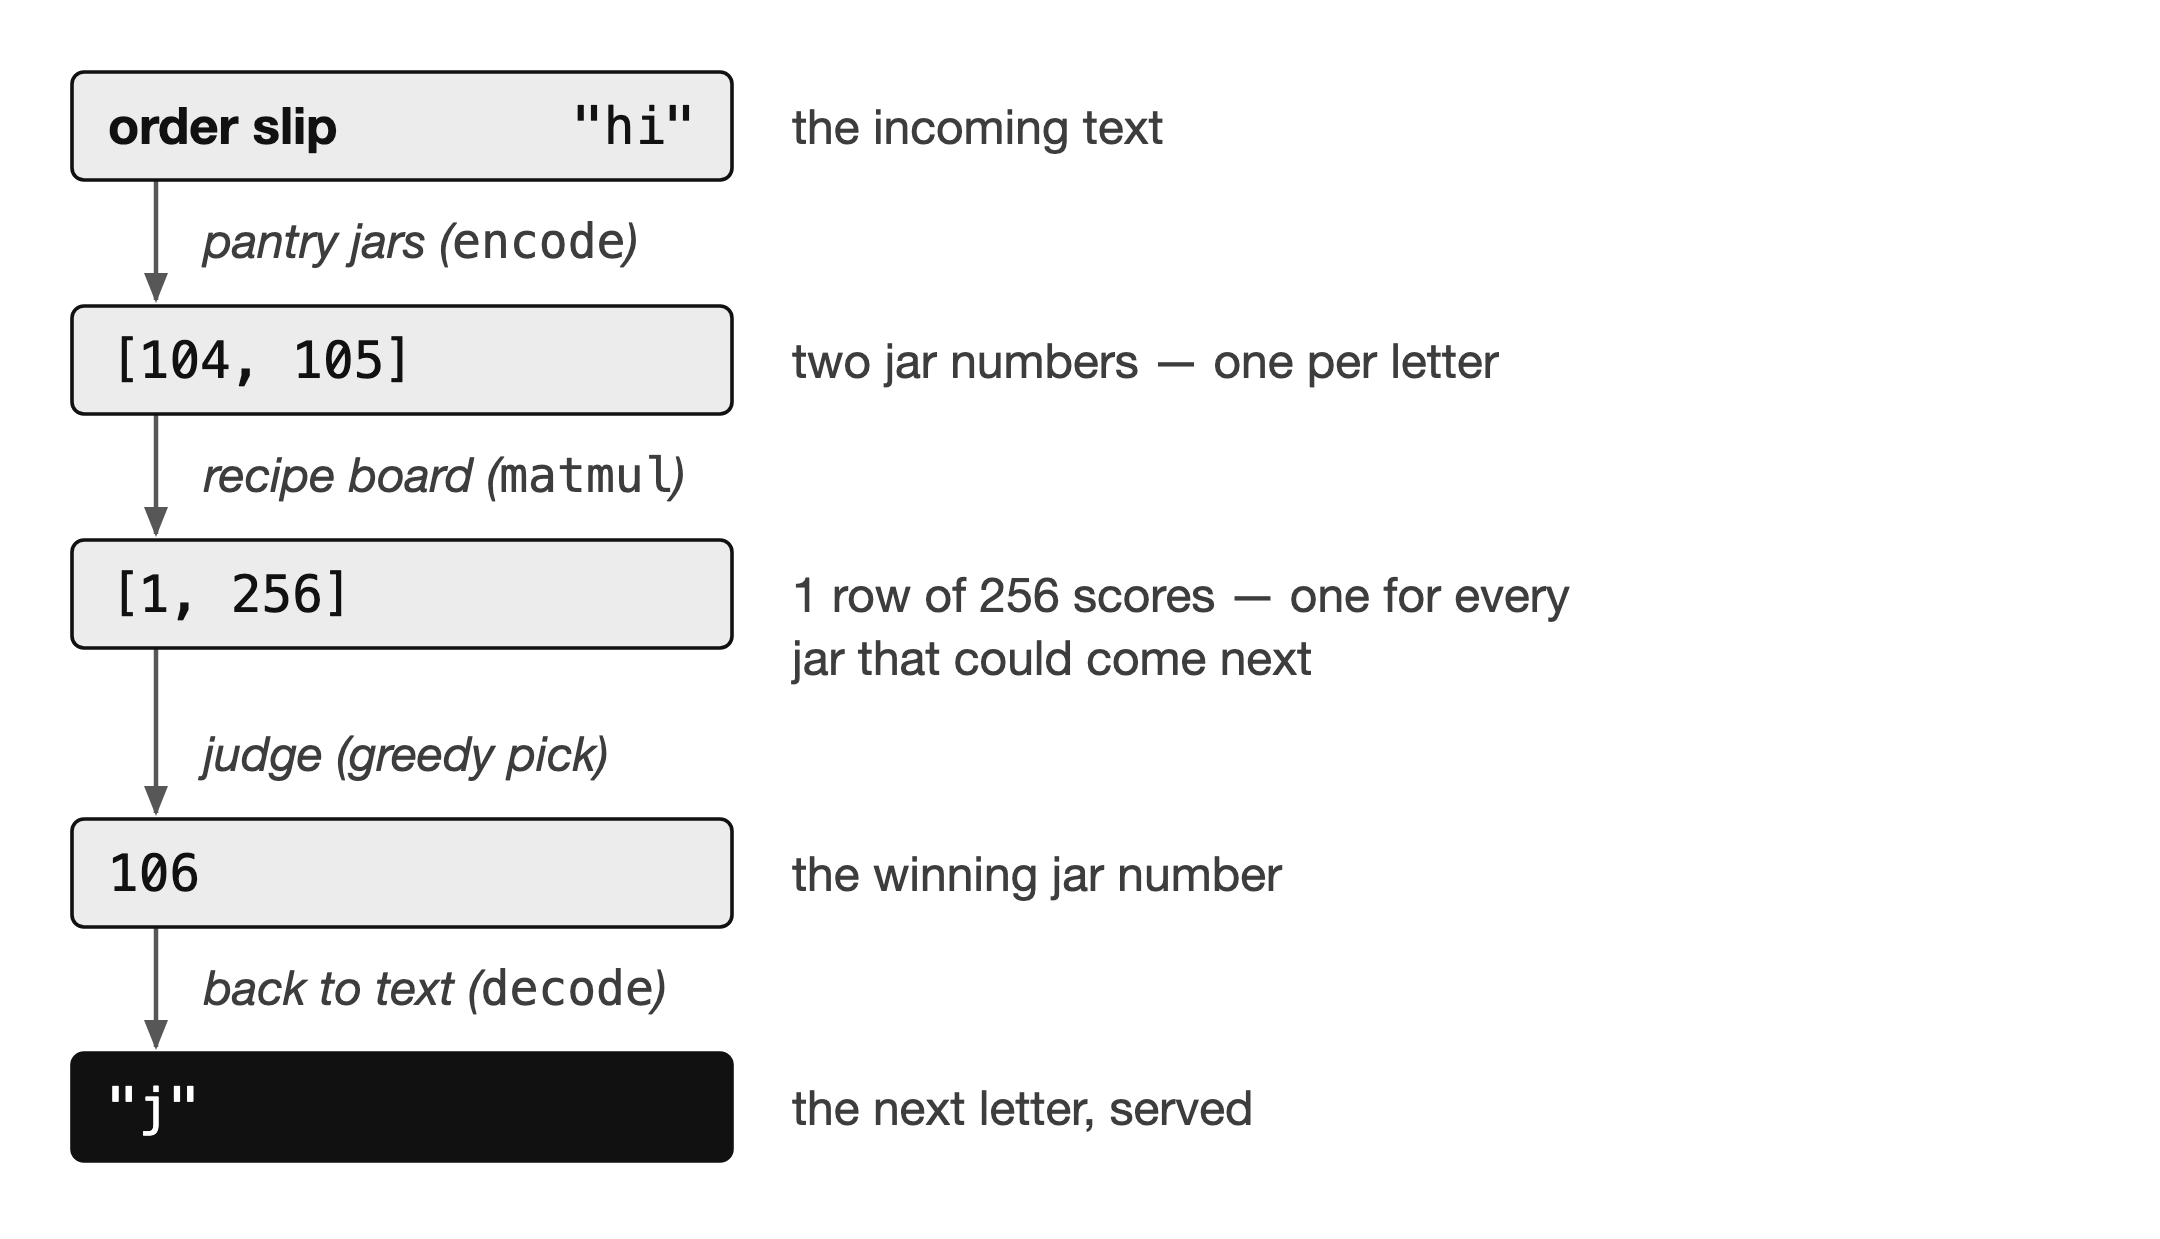 order slip "hi" the incoming text
pantry jars (encode)
[104, 105] two jar numbers — one per letter
recipe board (matmul)
[1, 256] 1 row of 256 scores — one for every
jar that could come next
judge (greedy pick)
106 the winning jar number
back to text (decode)
"j" the next letter, served